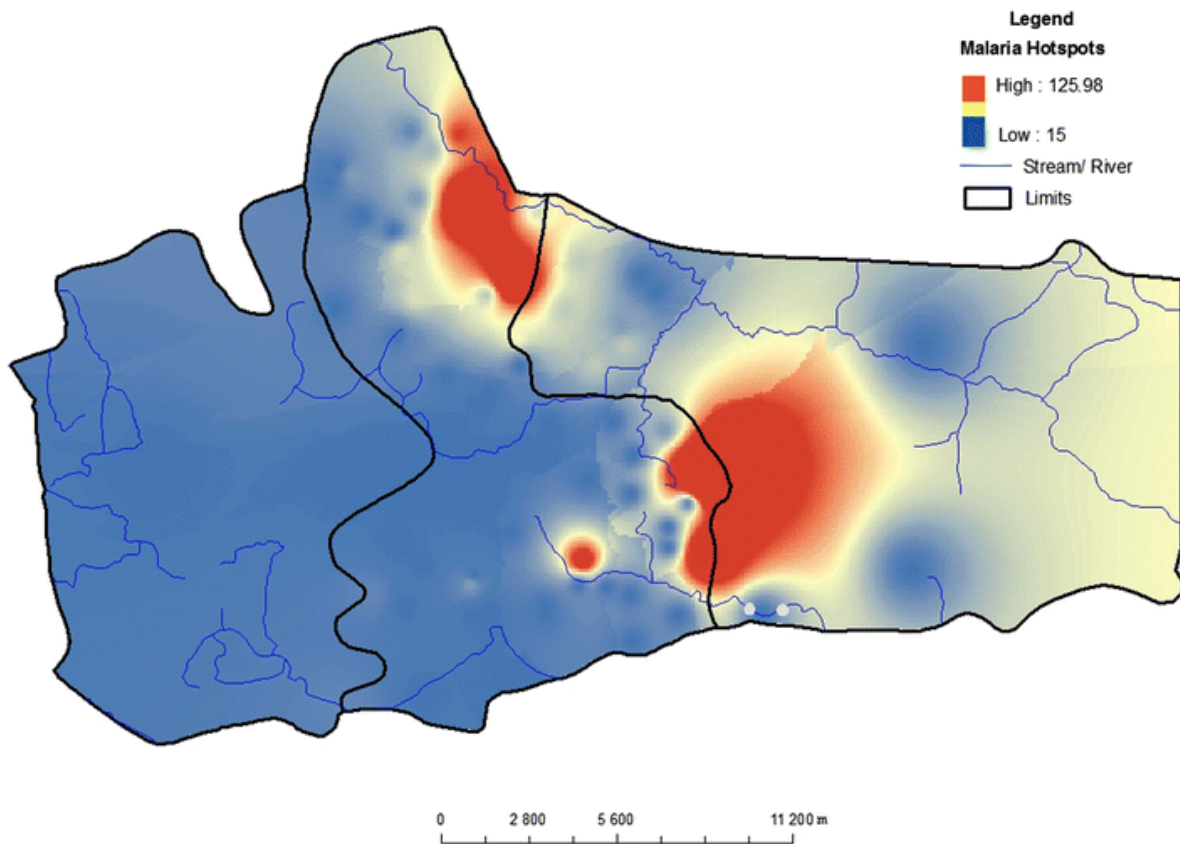 Legend
Malaria Hotspots
High : 125.98
Low : 15
Stream/ River
Limits
0 2 800 5 600 11 200 m